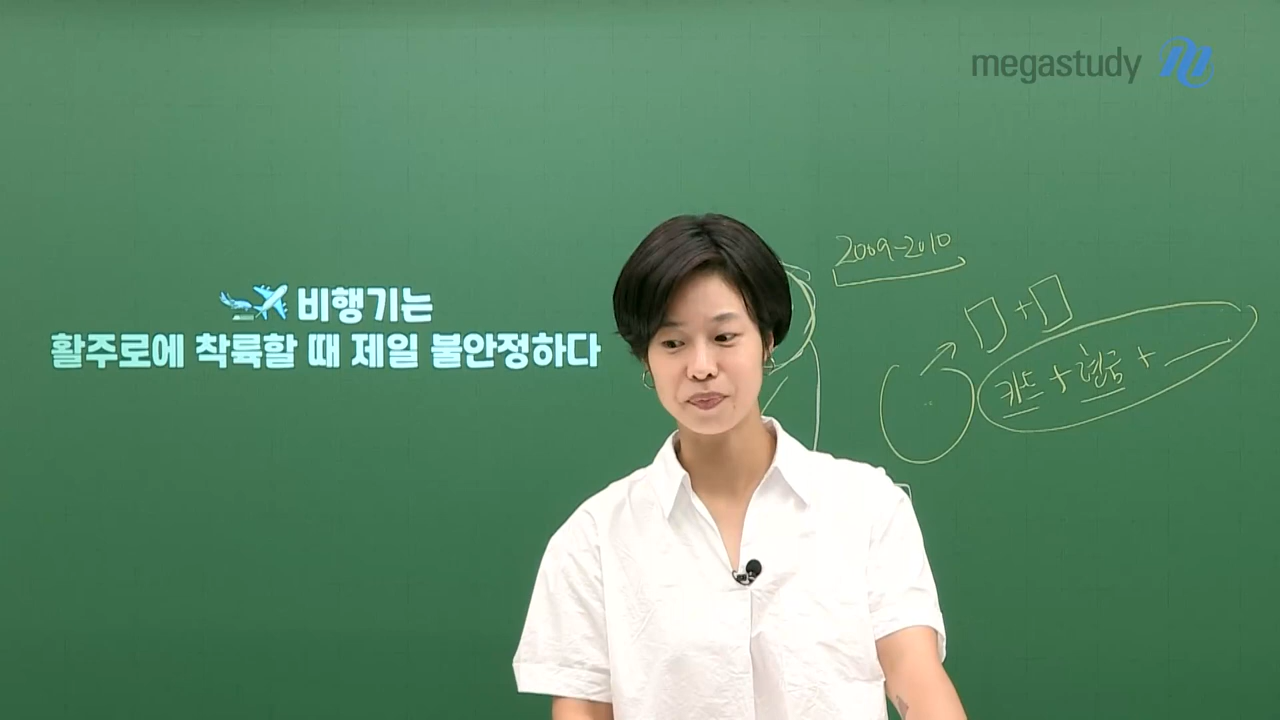 megastudy
비행기는
활주로에 착륙할 때 제일 불안정하다
2009-2010
카드 + 현금 +